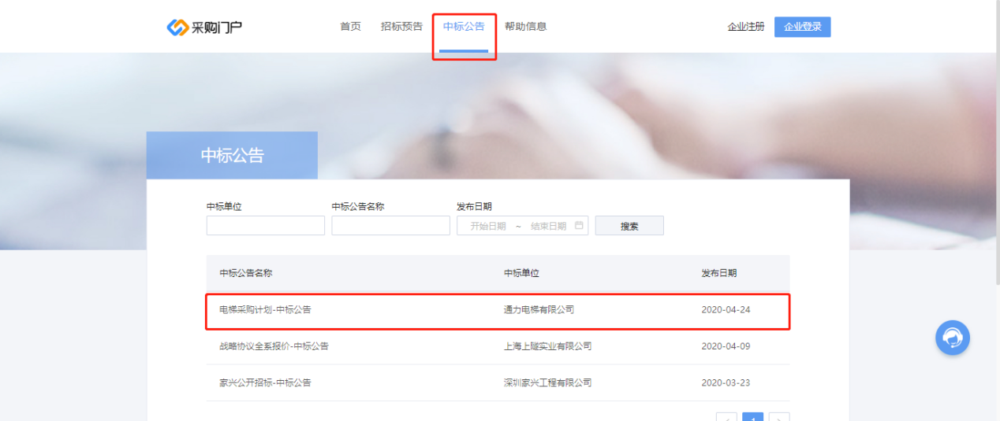 采购门户 首页 招标预告 中标公告 帮助信息 企业注册 企业登录
中标公告
中标单位 中标公告名称 发布日期
开始日期 ~ 结束日期 搜索
中标公告名称 中标单位 发布日期
电梯采购计划-中标公告 通力电梯有限公司 2020-04-24
战略协议全系报价-中标公告 上海上隧实业有限公司 2020-04-09
家兴公开招标-中标公告 深圳家兴工程有限公司 2020-03-23
< 1 >